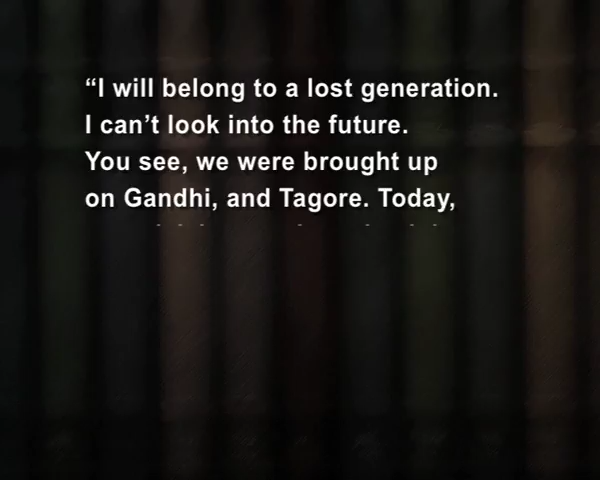 “I will belong to a lost generation.
I can’t look into the future.
You see, we were brought up
on Gandhi, and Tagore. Today,